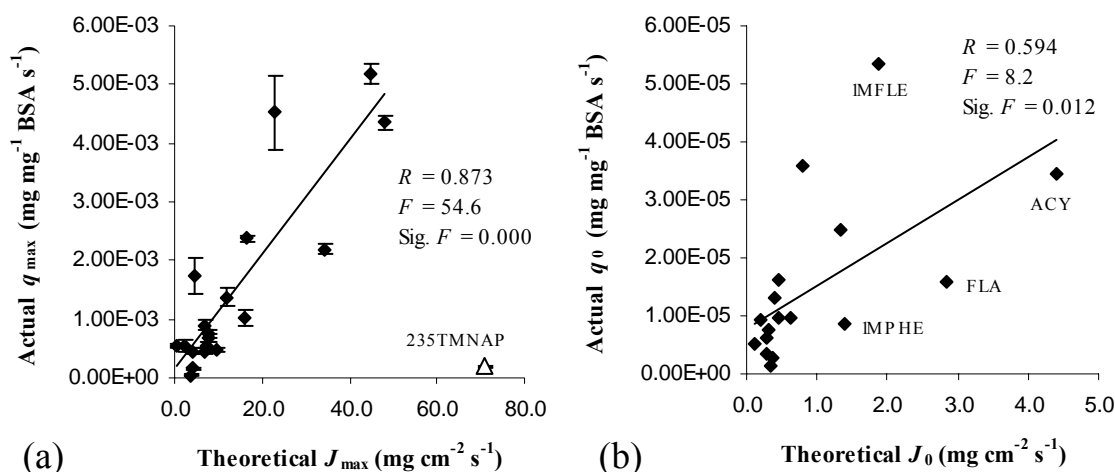 6.00E-03
5.00E-03
4.00E-03
3.00E-03
2.00E-03
1.00E-03
0.00E+00
Actual q max (mg mg⁻¹ BSA s⁻¹)
R = 0.873
F = 54.6
Sig. F = 0.000
235TMNAP
0.0 20.0 40.0 60.0 80.0
(a) Theoretical J max (mg cm⁻² s⁻¹)
6.00E-05
5.00E-05
4.00E-05
3.00E-05
2.00E-05
1.00E-05
0.00E+00
Actual q 0 (mg mg⁻¹ BSA s⁻¹)
R = 0.594
F = 8.2
Sig. F = 0.012
1MFLE
ACY
FLA
1MPHE
0.0 1.0 2.0 3.0 4.0 5.0
(b) Theoretical J 0 (mg cm⁻² s⁻¹)